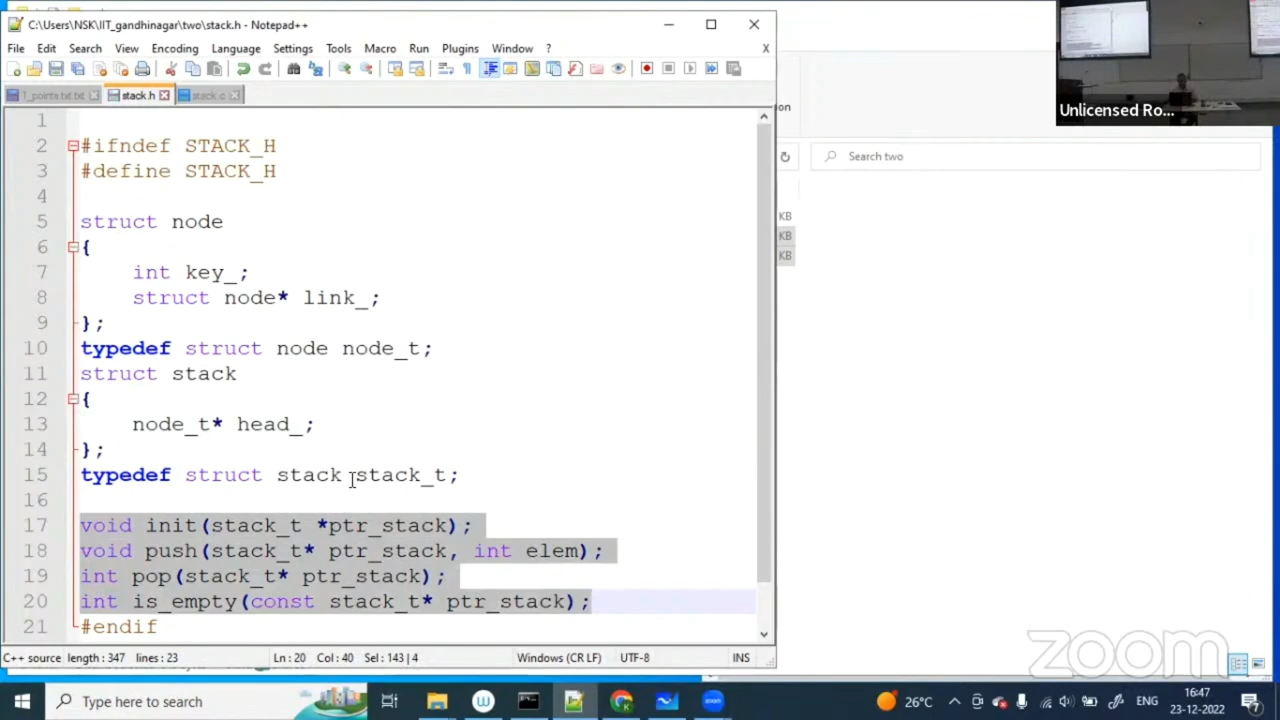 C:\Users\NSK\IIT_gandhinagar\two\stack.h - Notepad++
File Edit Search View Encoding Language Settings Tools Macro Run Plugins Window ? X
stack.h stack.c
1
2 #ifndef STACK_H
3 #define STACK_H
4
5 struct node
6 {
7 int key_;
8 struct node* link_;
9 };
10 typedef struct node node_t;
11 struct stack
12 {
13 node_t* head_;
14 };
15 typedef struct stack stack_t;
16
17 void init(stack_t *ptr_stack);
18 void push(stack_t* ptr_stack, int elem);
19 int pop(stack_t* ptr_stack);
20 int is_empty(const stack_t* ptr_stack);
21 #endif
C++ source length : 347 lines : 23 Ln : 20 Col : 40 Sel : 143 | 4 Windows (CR LF) UTF-8 INS
on
Search two
KB
KB
KB
Unlicensed Ro...
zoom
Type here to search
26°C
ENG
16:47
23-12-2022
7